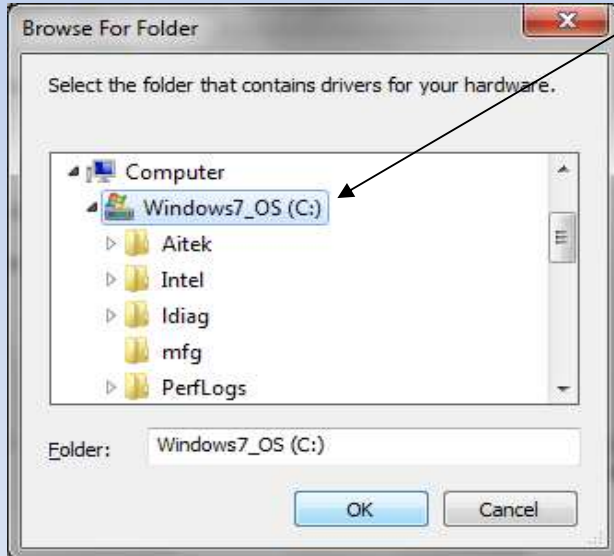 Browse For Folder
Select the folder that contains drivers for your hardware.
Computer
Windows7_OS (C:)
Aitek
Intel
Idiag
mfg
PerfLogs
Folder: Windows7_OS (C:)
OK Cancel